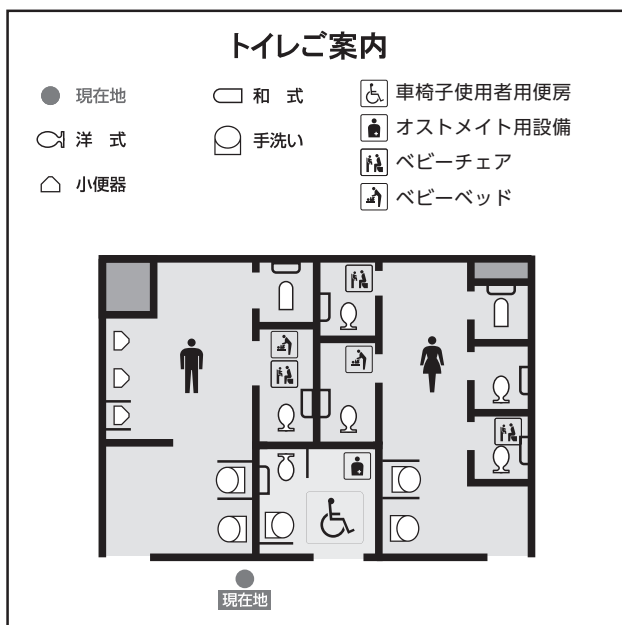 トイレご案内
現在地
洋 式
小便器
和 式
手洗い
車椅子使用者用便房
オストメイト用設備
ベビーチェア
ベビーベッド
現在地